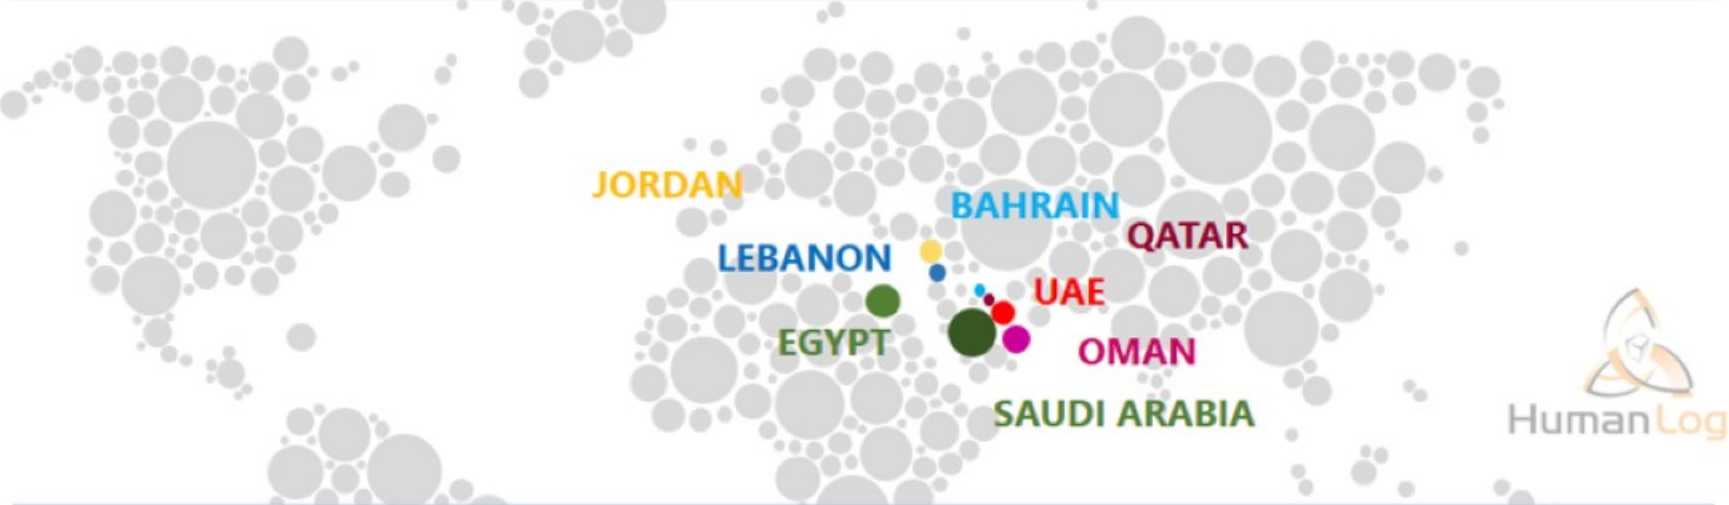 JORDAN
BAHRAIN
QATAR
LEBANON
UAE
EGYPT
OMAN
SAUDI ARABIA
HumanLog